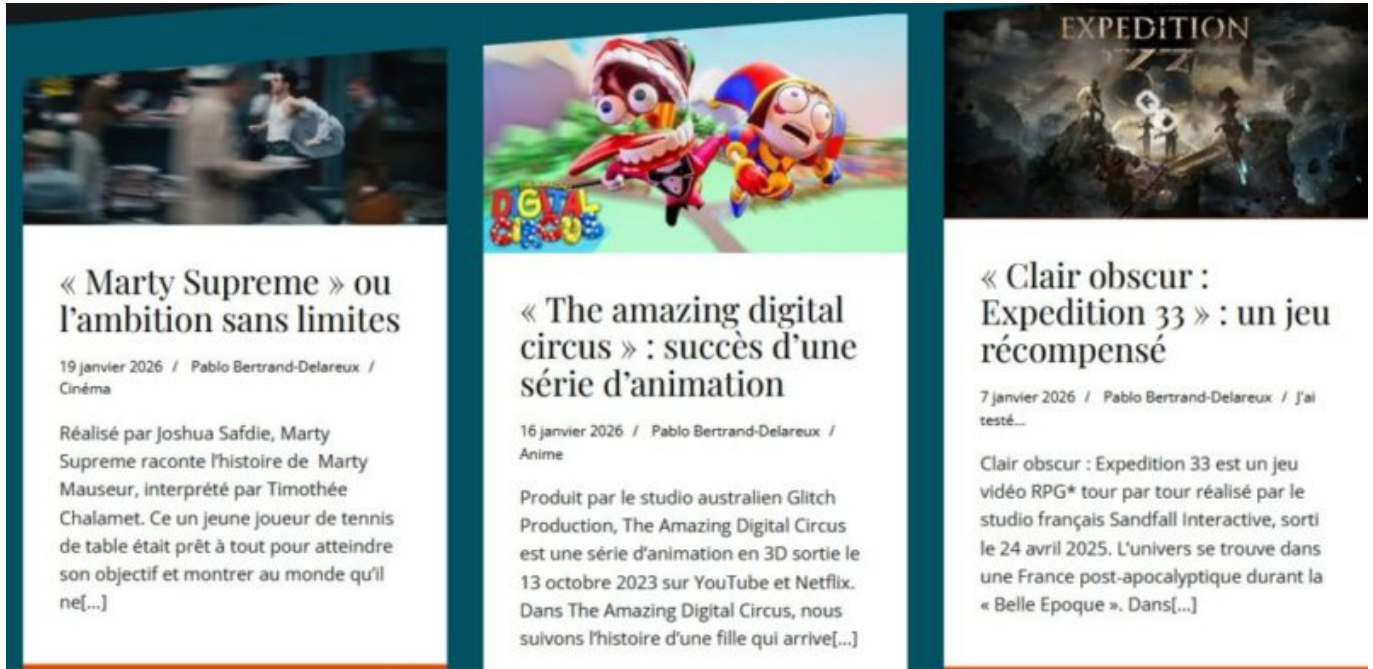 « Marty Supreme » ou
l'ambition sans limites
19 janvier 2026 / Pablo Bertrand-Delareux /
Cinéma
Réalisé par Joshua Safdie, Marty
Supreme raconte l'histoire de Marty
Mauseur, interprété par Timothée
Chalamet. Ce un jeune joueur de tennis
de table était prêt à tout pour atteindre
son objectif et montrer au monde qu'il
ne[...]
DIGITAL
CIRCUS
« The amazing digital
circus » : succès d'une
série d'animation
16 janvier 2026 / Pablo Bertrand-Delareux /
Anime
Produit par le studio australien Glitch
Production, The Amazing Digital Circus
est une série d'animation en 3D sortie le
13 octobre 2023 sur YouTube et Netflix.
Dans The Amazing Digital Circus, nous
suivons l'histoire d'une fille qui arrive[...]
EXPEDITION
33
« Clair obscur :
Expedition 33 » : un jeu
récompensé
7 janvier 2026 / Pablo Bertrand-Delareux / J'ai
testé...
Clair obscur : Expedition 33 est un jeu
vidéo RPG* tour par tour réalisé par le
studio français Sandfall Interactive, sorti
le 24 avril 2025. L'univers se trouve dans
une France post-apocalyptique durant la
« Belle Epoque ». Dans[...]